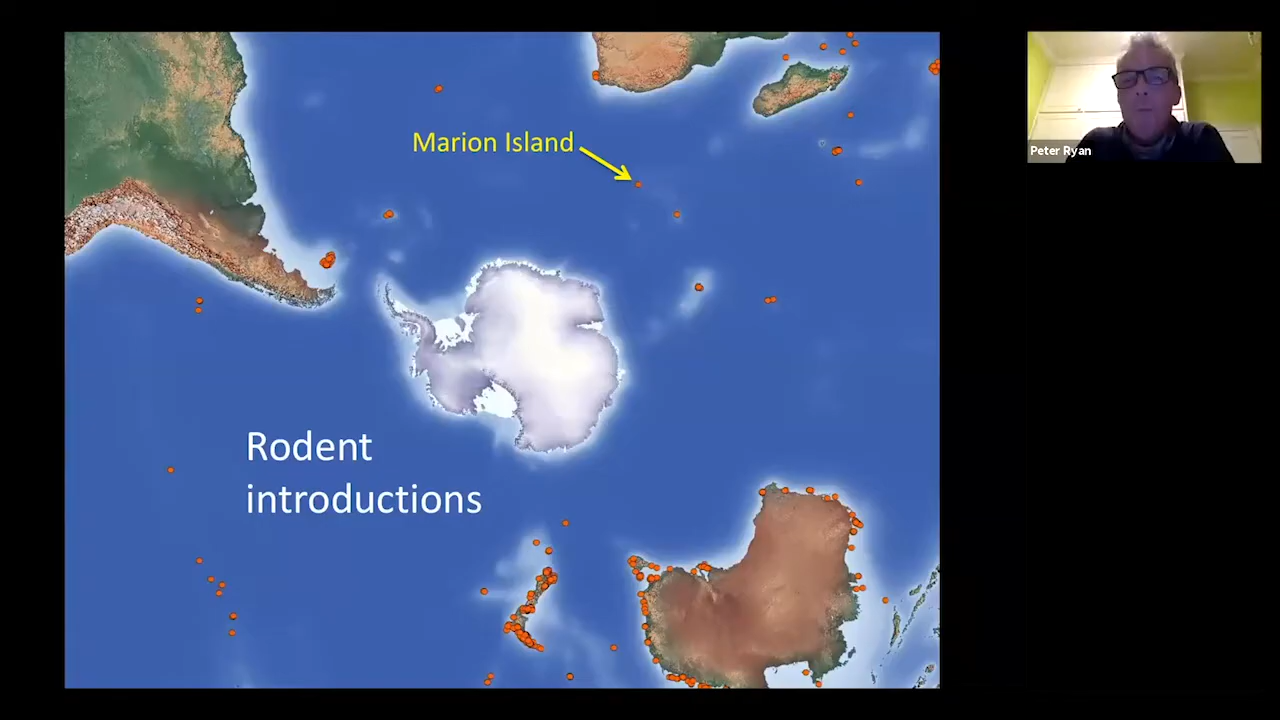 Marion Island
Rodent
introductions
Peter Ryan